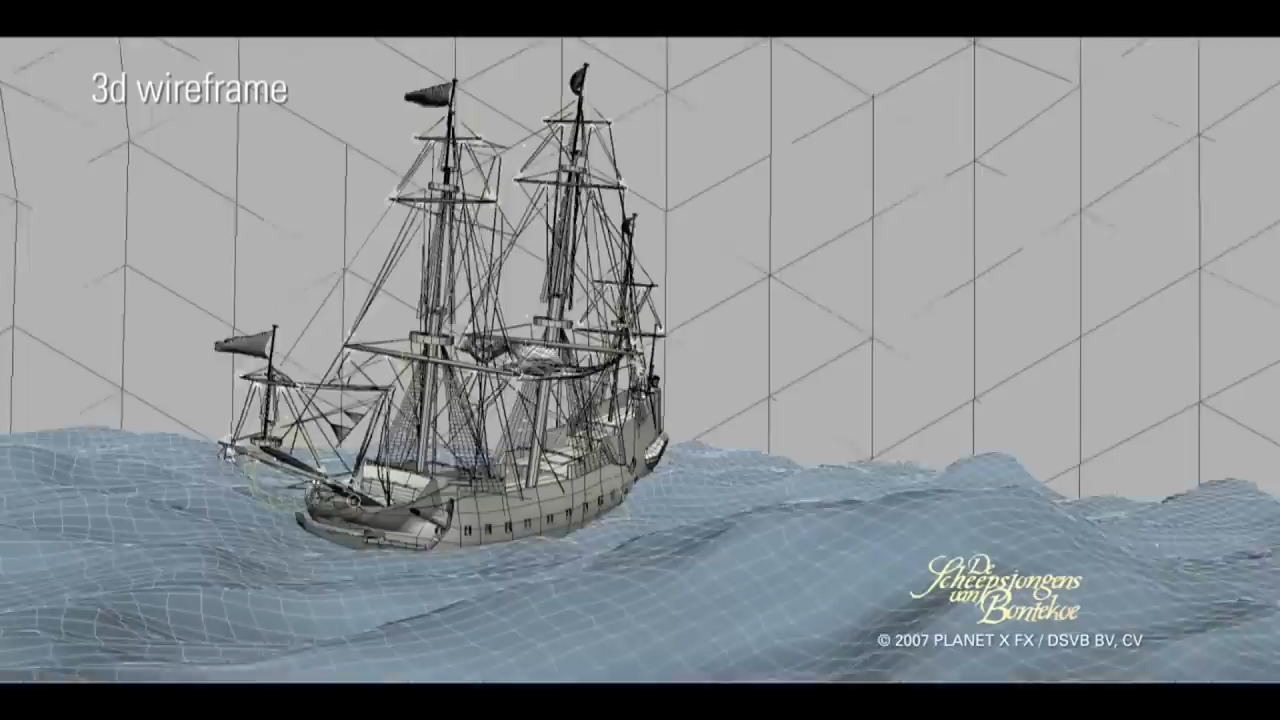 3d wireframe
De
Scheepsjongens
van Bontekoe
© 2007 PLANET X FX / DSVB BV, CV